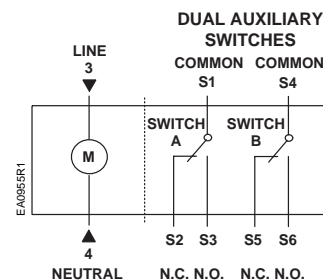 DUAL AUXILIARY
SWITCHES
LINE
3
COMMON COMMON
S1 S4
SWITCH
A
SWITCH
B
M
EA0955R1
4
NEUTRAL
S2 S3 S5 S6
N.C. N.O. N.C. N.O.